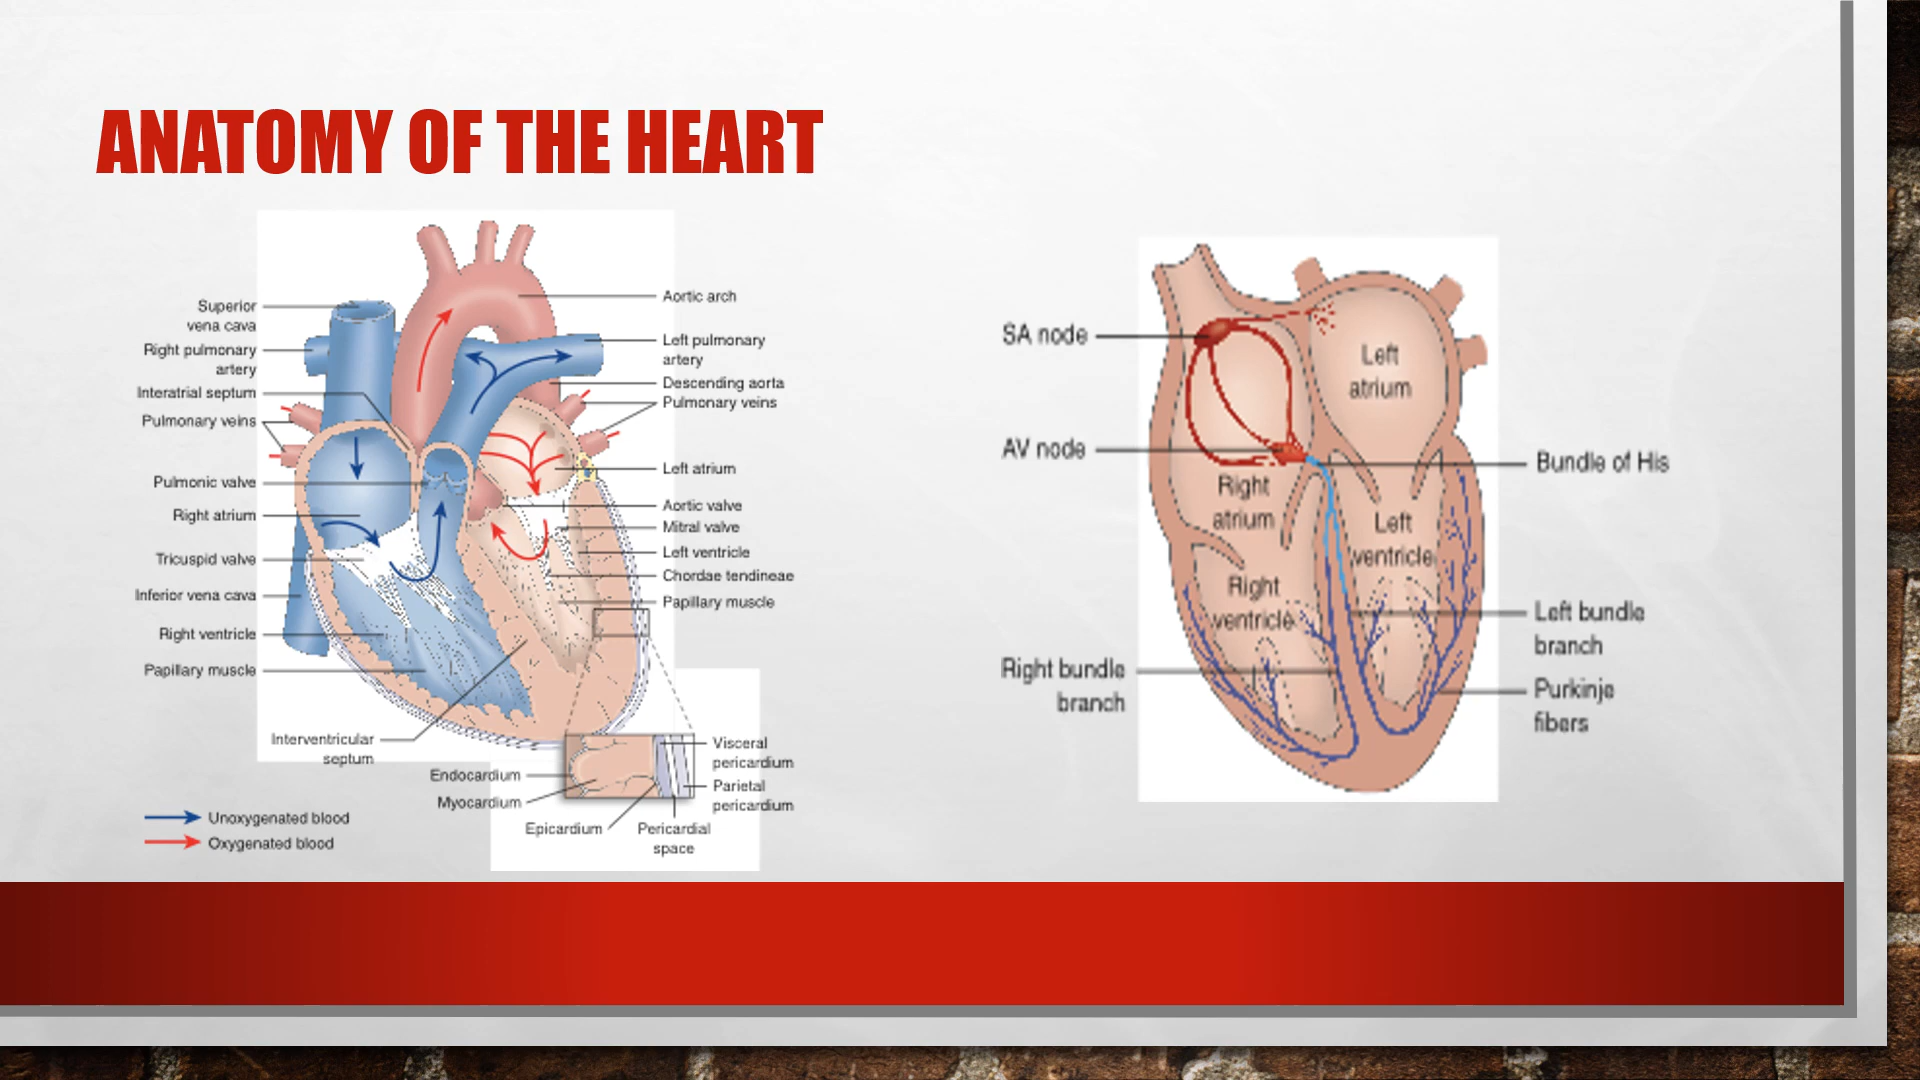 ANATOMY OF THE HEART
Superior
vena cava
Right pulmonary
artery
Interatrial septum
Pulmonary veins
Pulmonic valve
Right atrium
Tricuspid valve
Inferior vena cava
Right ventricle
Papillary muscle
Interventricular
septum
Aortic arch
Left pulmonary
artery
Descending aorta
Pulmonary veins
Left atrium
Aortic valve
Mitral valve
Left ventricle
Chordae tendineae
Papillary muscle
Visceral
pericardium
Parietal
pericardium
Endocardium
Myocardium
Epicardium
Pericardial
space
Unoxygenated blood
Oxygenated blood
SA node
AV node
Right bundle
branch
Left
atrium
Right
atrium
Left
ventricle
Right
ventricle
Bundle of His
Left bundle
branch
Purkinje
fibers